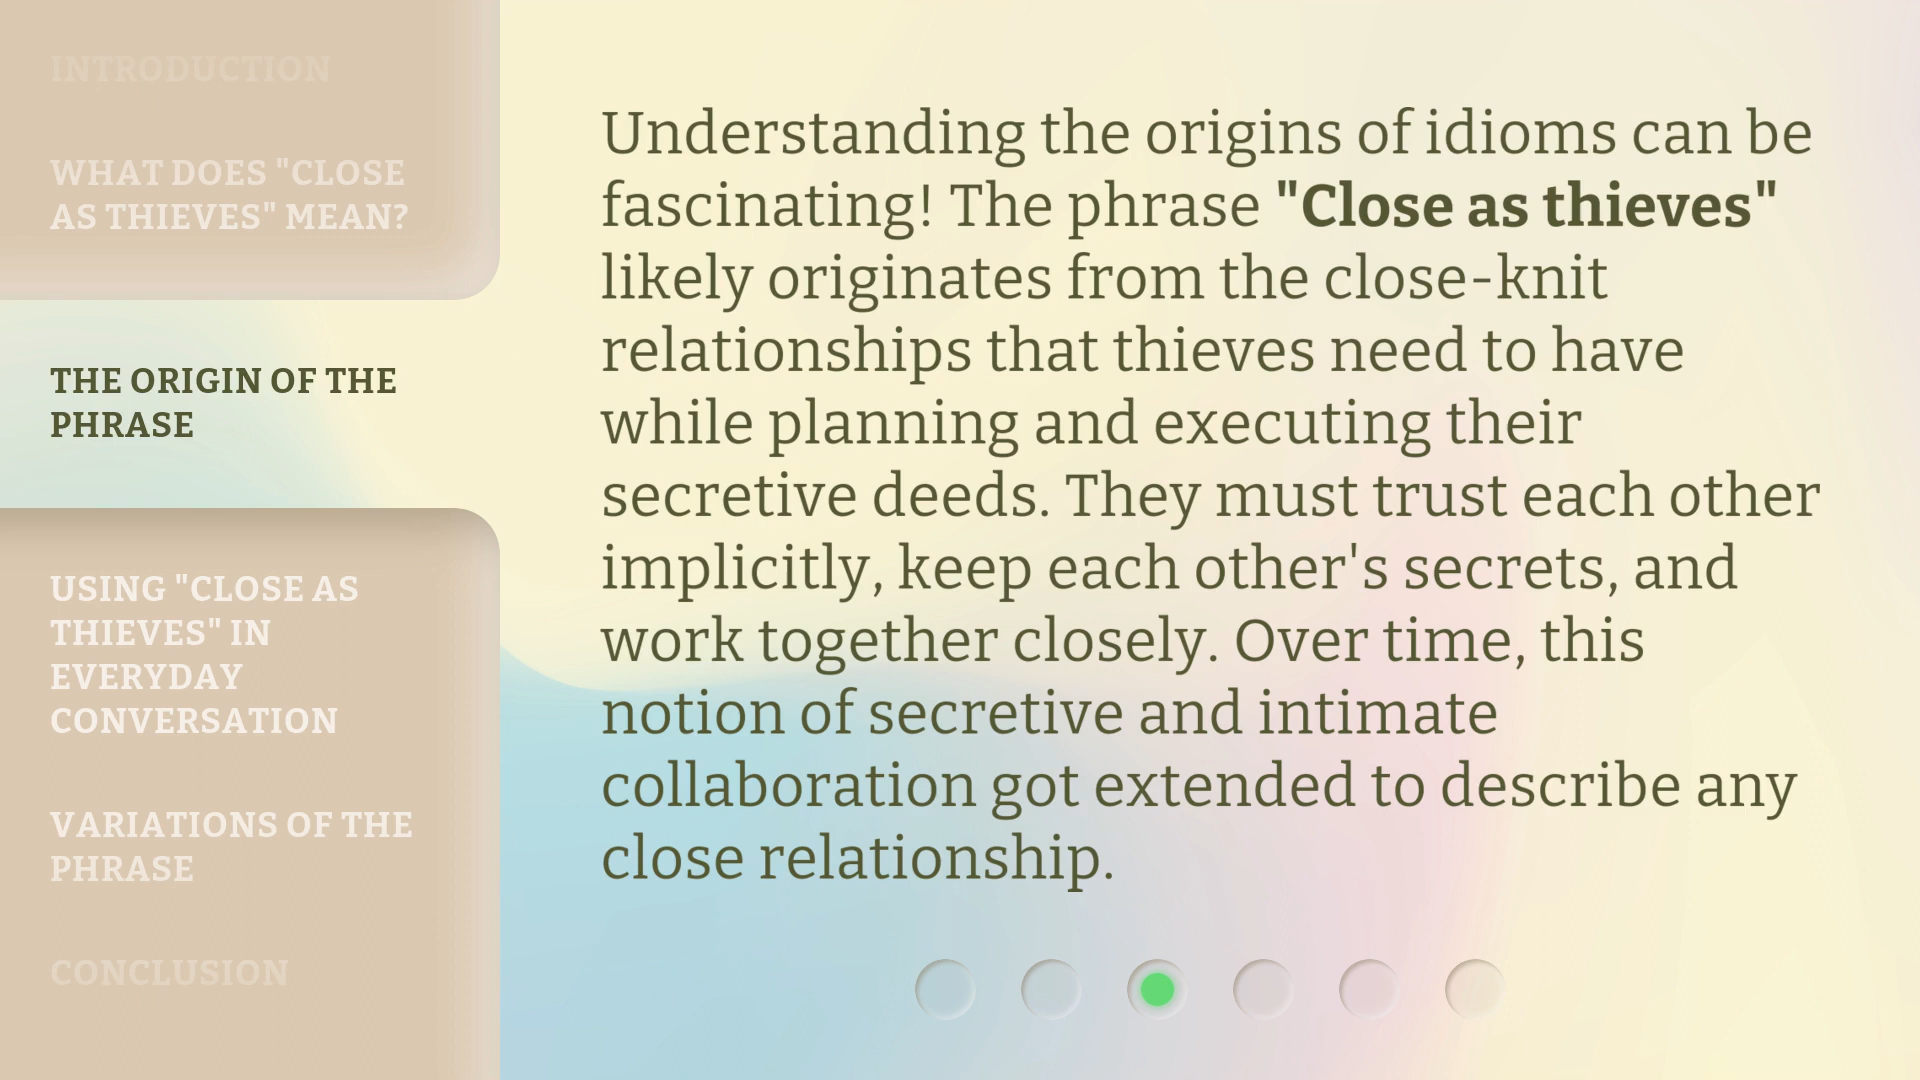 INTRODUCTION
WHAT DOES "CLOSE
AS THIEVES" MEAN?
THE ORIGIN OF THE
PHRASE
USING "CLOSE AS
THIEVES" IN
EVERYDAY
CONVERSATION
VARIATIONS OF THE
PHRASE
CONCLUSION
Understanding the origins of idioms can be
fascinating! The phrase "Close as thieves"
likely originates from the close-knit
relationships that thieves need to have
while planning and executing their
secretive deeds. They must trust each other
implicitly, keep each other's secrets, and
work together closely. Over time, this
notion of secretive and intimate
collaboration got extended to describe any
close relationship.